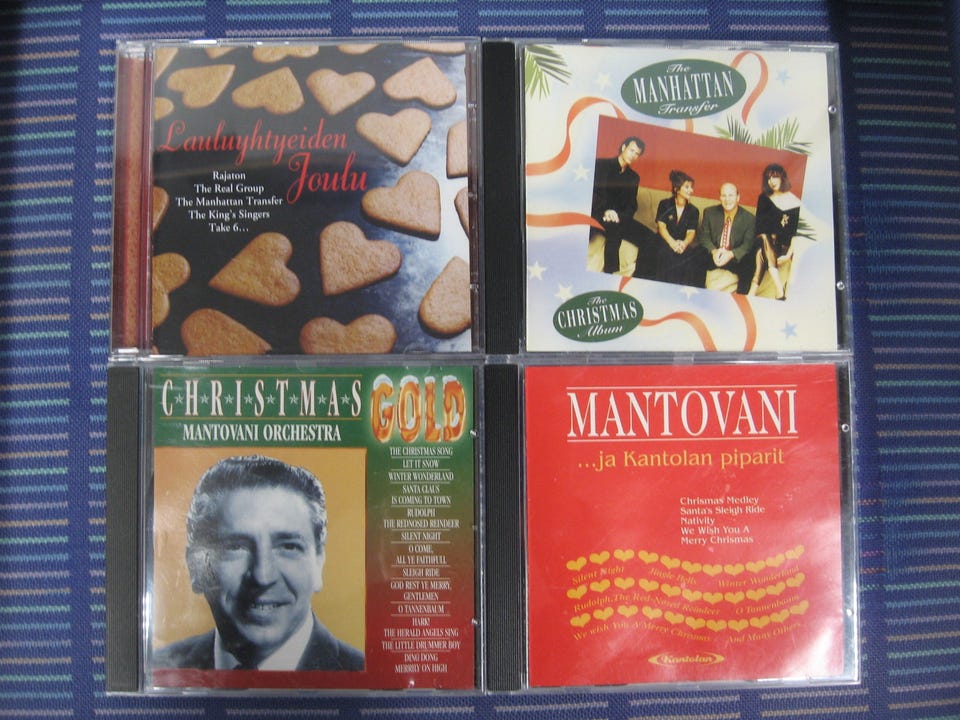 Lauluyhtyeiden
Joulu
Rajaton
The Real Group
The Manhattan Transfer
The King's Singers
Take 6...
The
MANHATTAN
Transfer
The
CHRISTMAS
Album
C★H★R★I★S★T★M★A★S
GOLD
MANTOVANI ORCHESTRA
THE CHRISTMAS SONG
LET IT SNOW
WINTER WONDERLAND
SANTA CLAUS
IS COMING TO TOWN
RUDOLPH
THE REDNOSED REINDEER
SILENT NIGHT
O COME,
ALL YE FAITHFULL
SLEIGH RIDE
GOD REST YE MERRY,
GENTLEMEN
O TANNENBAUM
HARK!
THE HERALD ANGELS SING
THE LITTLE DRUMMER BOY
DING DONG
MERRILY ON HIGH
MANTOVANI
...ja Kantolan piparit
Chrismas Medley
Santa's Sleigh Ride
Nativity
We Wish You A
Merry Chrismas
Silent Night Jingle Bells Winter Wonderland
Rudolph, The Red-Nosed Reindeer O Tannenbaum
We wish You A Merry Christmas And Many Others
Kantolan